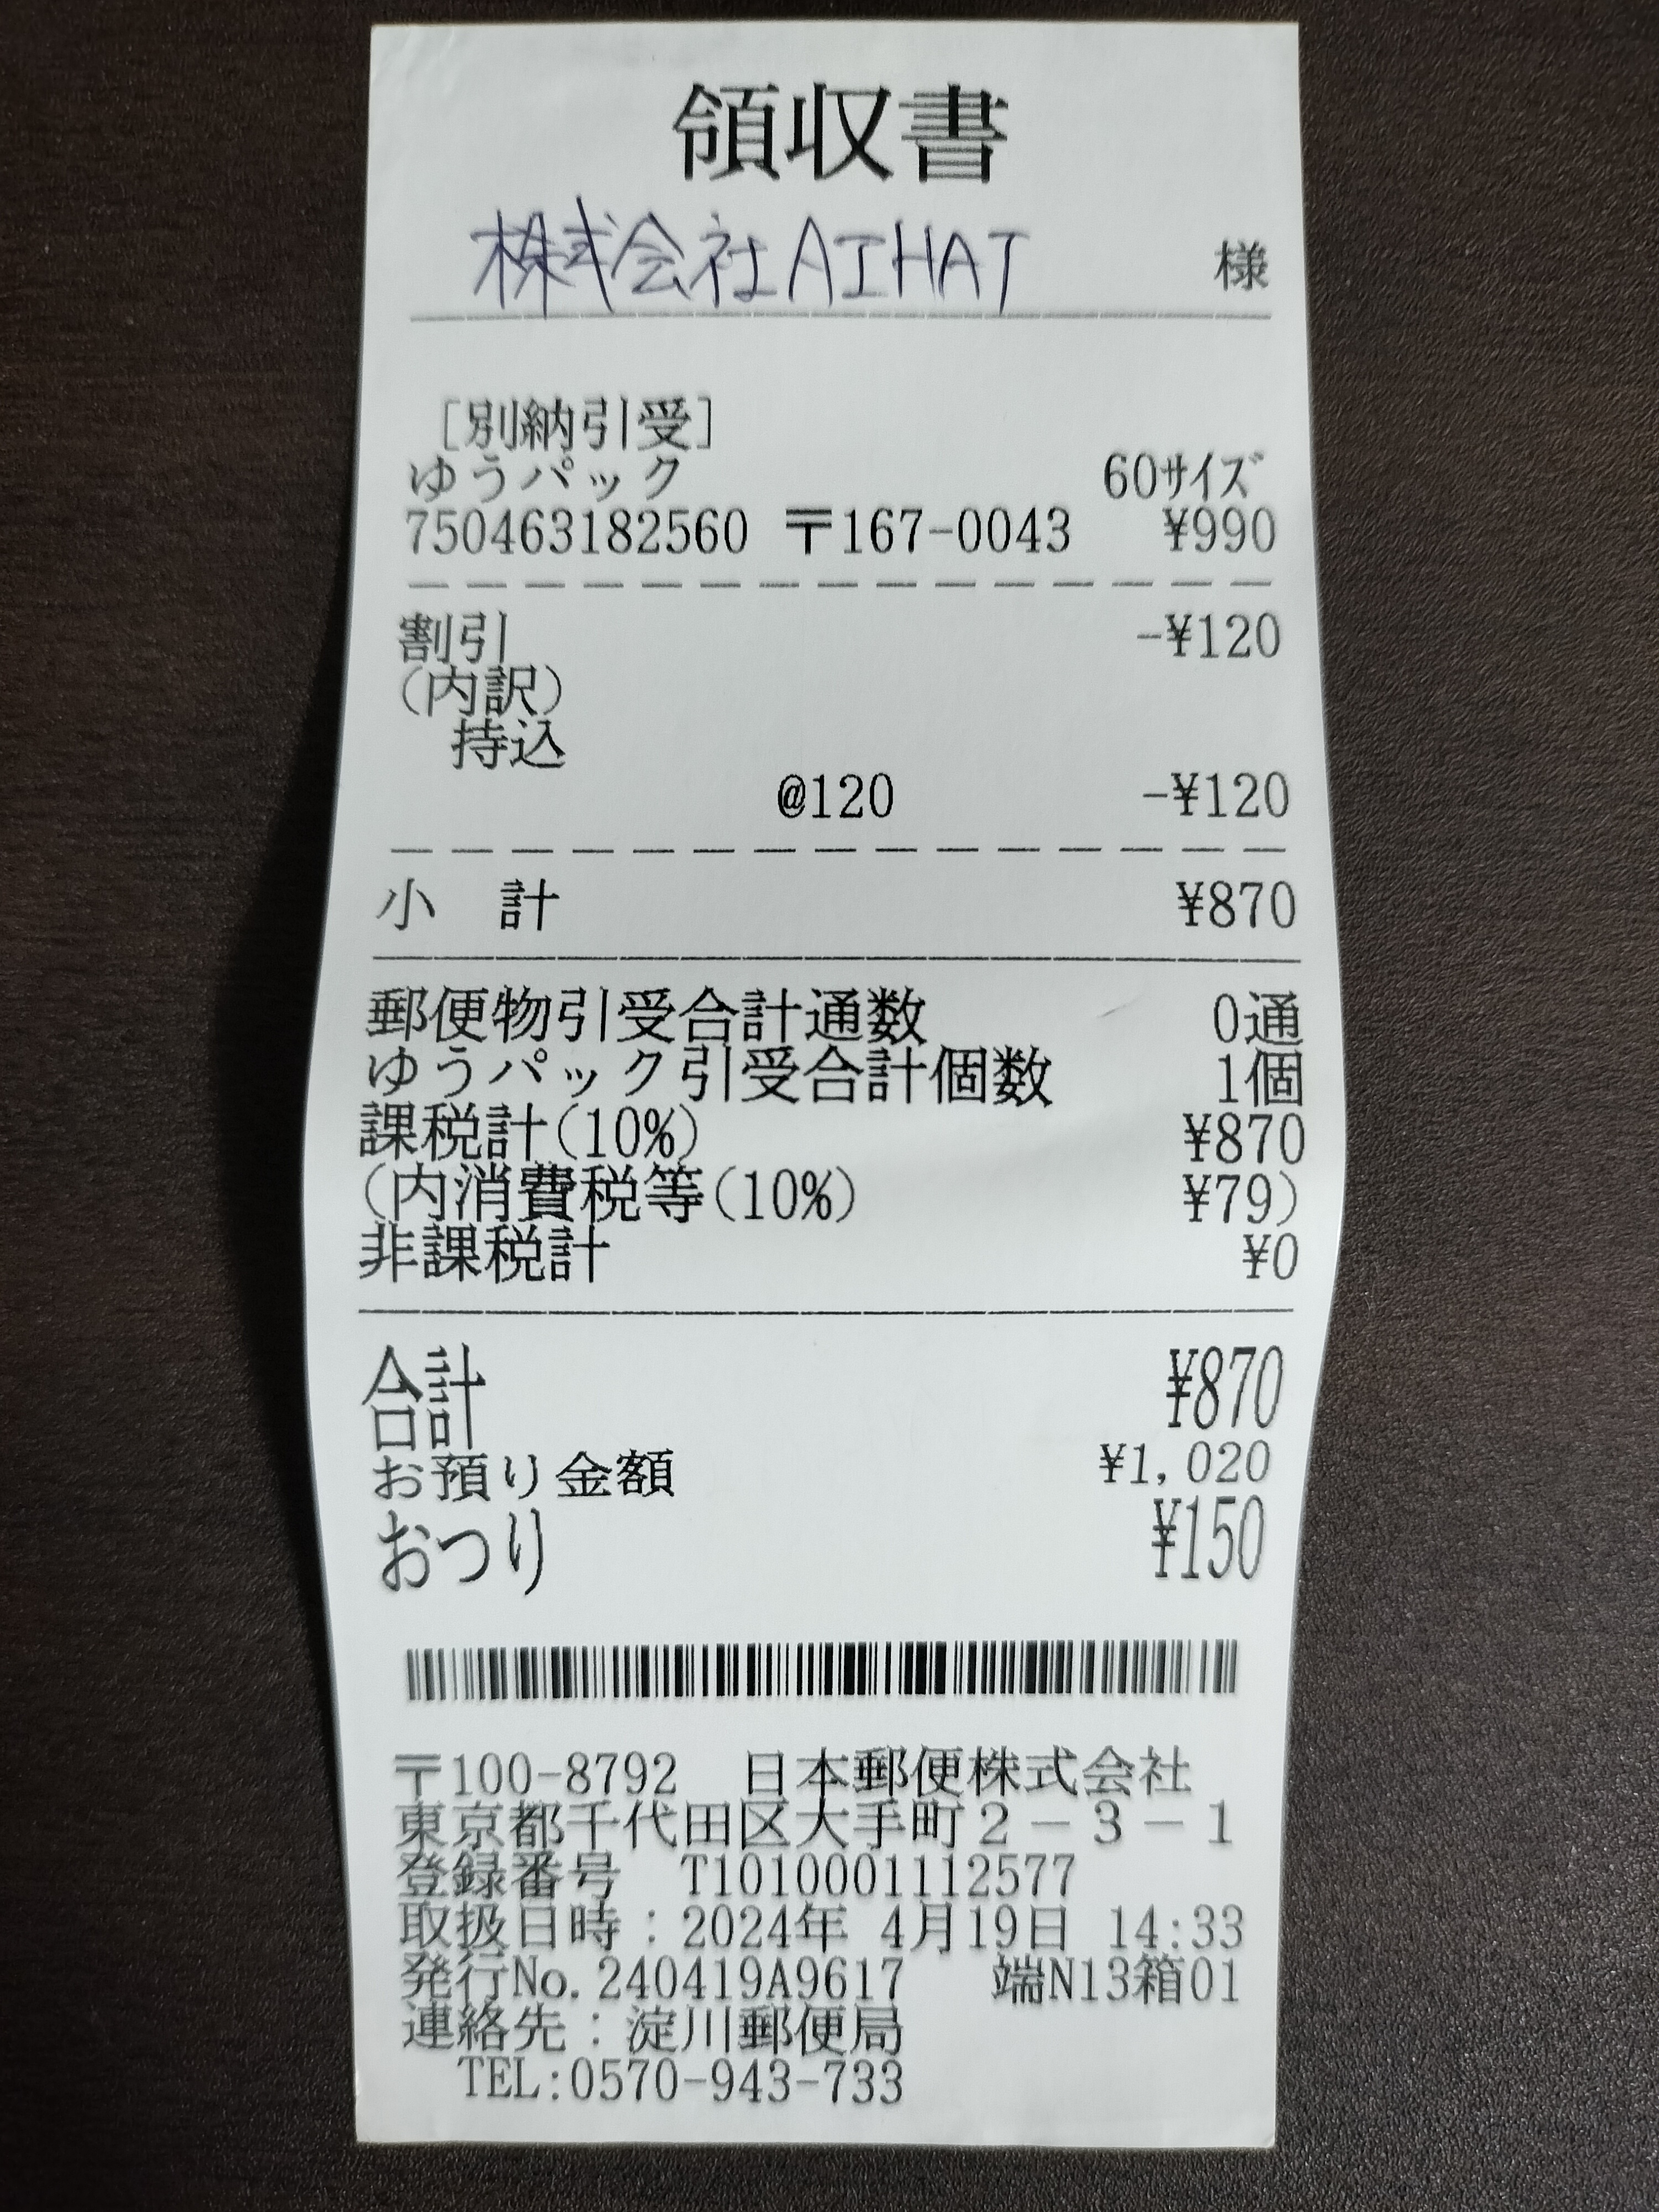 領収書
株式会社AIHAT 様
[別納引受]
ゆうパック 60ｻｲｽﾞ
750463182560 〒167-0043 ¥990
割引 -¥120
(内訳)
持込
@120 -¥120
小 計 ¥870
郵便物引受合計通数 0通
ゆうパック引受合計個数 1個
課税計(10%) ¥870
(内消費税等(10%) ¥79)
非課税計 ¥0
合計 ¥870
お預り金額 ¥1,020
おつり ¥150
〒100-8792 日本郵便株式会社
東京都千代田区大手町２－３－１
登録番号 T1010001112577
取扱日時：2024年 4月19日 14:33
発行No.240419A9617 端N13箱01
連絡先：淀川郵便局
TEL:0570-943-733